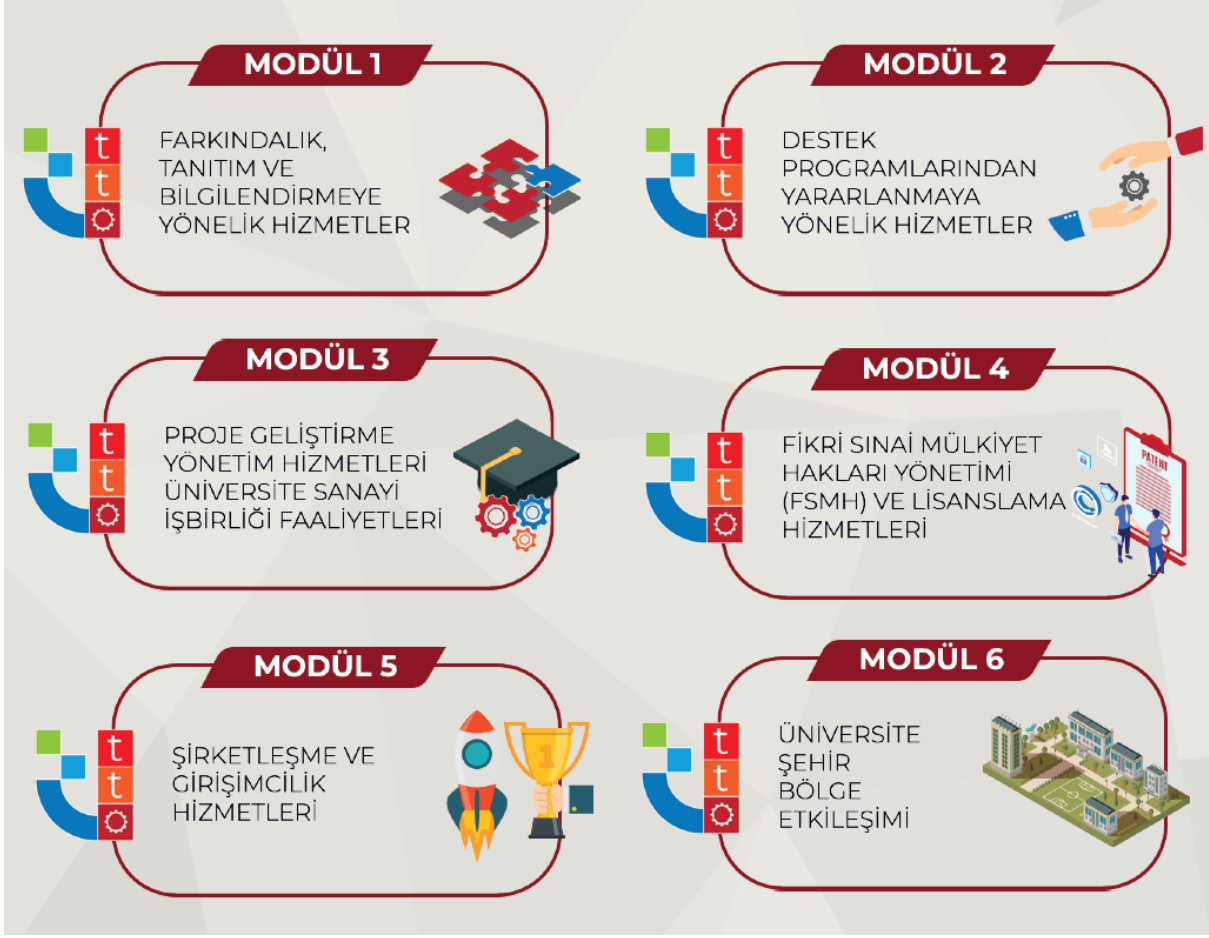 MODÜL 1
t
t
FARKINDALIK,
TANITIM VE
BİLGİLENDİRMEYE
YÖNELİK HİZMETLER
MODÜL 2
t
t
DESTEK
PROGRAMLARINDAN
YARARLANMAYA
YÖNELİK HİZMETLER
MODÜL 3
t
t
PROJE GELİŞTİRME
YÖNETİM HİZMETLERİ
ÜNİVERSİTE SANAYİ
İŞBİRLİĞİ FAALİYETLERİ
MODÜL 4
t
t
FİKRİ SINAİ MÜLKİYET
HAKLARI YÖNETİMİ
(FSMH) VE LİSANSLAMA
HİZMETLERİ
PATENT
MODÜL 5
t
t
ŞİRKETLEŞME VE
GİRİŞİMCİLİK
HİZMETLERİ
1
MODÜL 6
t
t
ÜNİVERSİTE
ŞEHİR
BÖLGE
ETKİLEŞİMİ